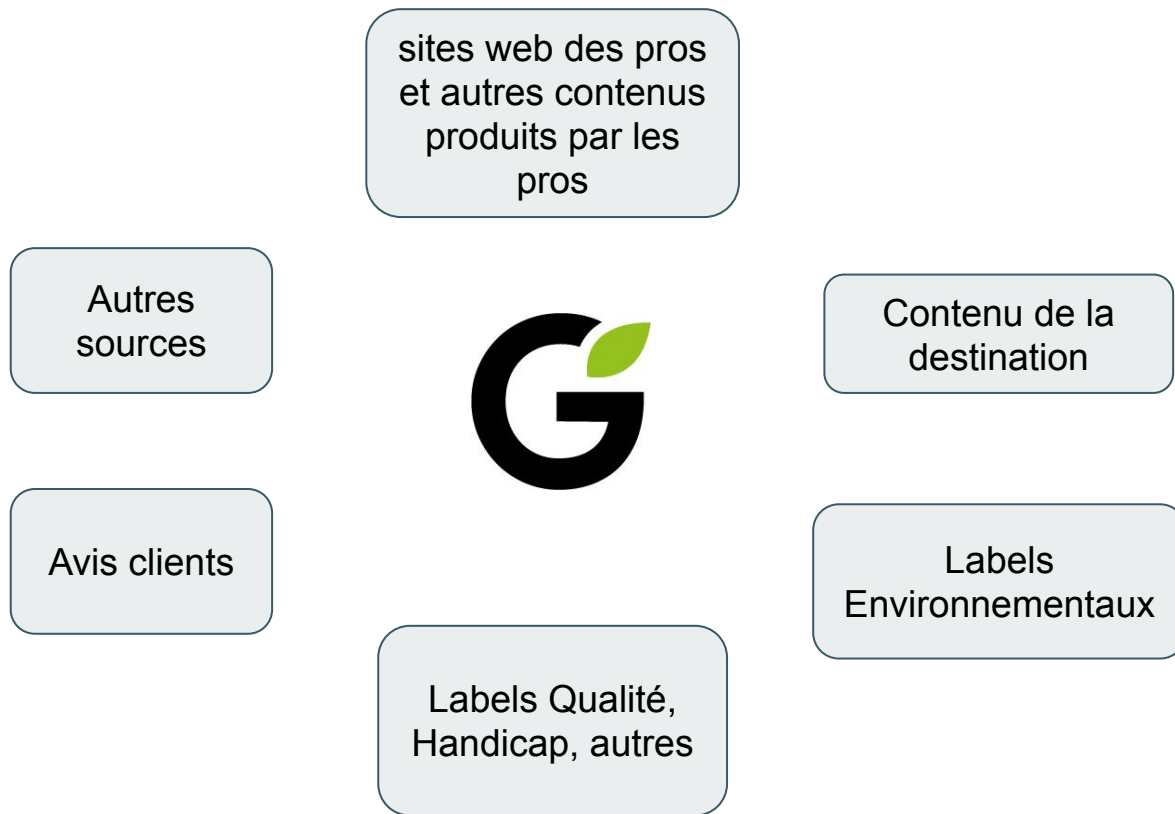 sites web des pros
et autres contenus
produits par les
pros
Autres
sources
Contenu de la
destination
G
Avis clients
Labels
Environnementaux
Labels Qualité,
Handicap, autres